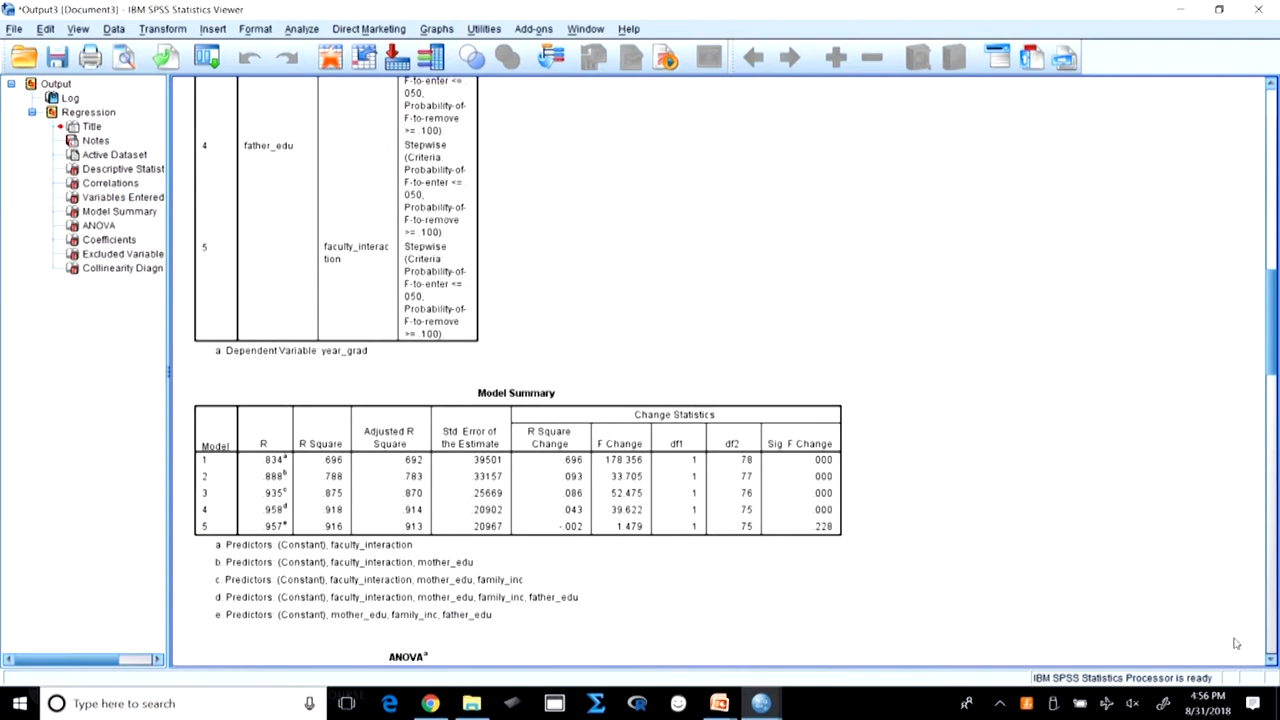 *Output3 [Document3] - IBM SPSS Statistics Viewer
File Edit View Data Transform Insert Format Analyze Direct Marketing Graphs Utilities Add-ons Window Help
Output
Log
Regression
Title
Notes
Active Dataset
Descriptive Statist
Correlations
Variables Entered
Model Summary
ANOVA
Coefficients
Excluded Variable
Collinearity Diagn
F-to-enter <=
050,
Probability-of-
F-to-remove
>= .100)
4 father_edu Stepwise
(Criteria
Probability-of-
F-to-enter <=
050,
Probability-of-
F-to-remove
>= .100)
5 faculty_interac
tion
Stepwise
(Criteria
Probability-of-
F-to-enter <=
050,
Probability-of-
F-to-remove
>= .100)
a Dependent Variable year_grad
Model Summary
Change Statistics
Model R R Square Adjusted R Square Std Error of the Estimate R Square Change F Change df1 df2 Sig F Change
1 .834a 696 692 39501 .696 178.356 1 78 000
2 .888b 788 .783 33157 .093 33.705 1 77 000
3 .935c 875 .870 .25669 .086 52.475 1 76 .000
4 .958d 918 .914 .20902 .043 39.622 1 75 .000
5 .957e 916 913 20967 -.002 1.479 1 75 .228
a Predictors (Constant), faculty_interaction
b Predictors (Constant), faculty_interaction, mother_edu
c Predictors (Constant), faculty_interaction, mother_edu, family_inc
d Predictors (Constant), faculty_interaction, mother_edu, family_inc, father_edu
e Predictors (Constant), mother_edu, family_inc, father_edu
ANOVAa
IBM SPSS Statistics Processor is ready
Type here to search
4:56 PM
8/31/2018